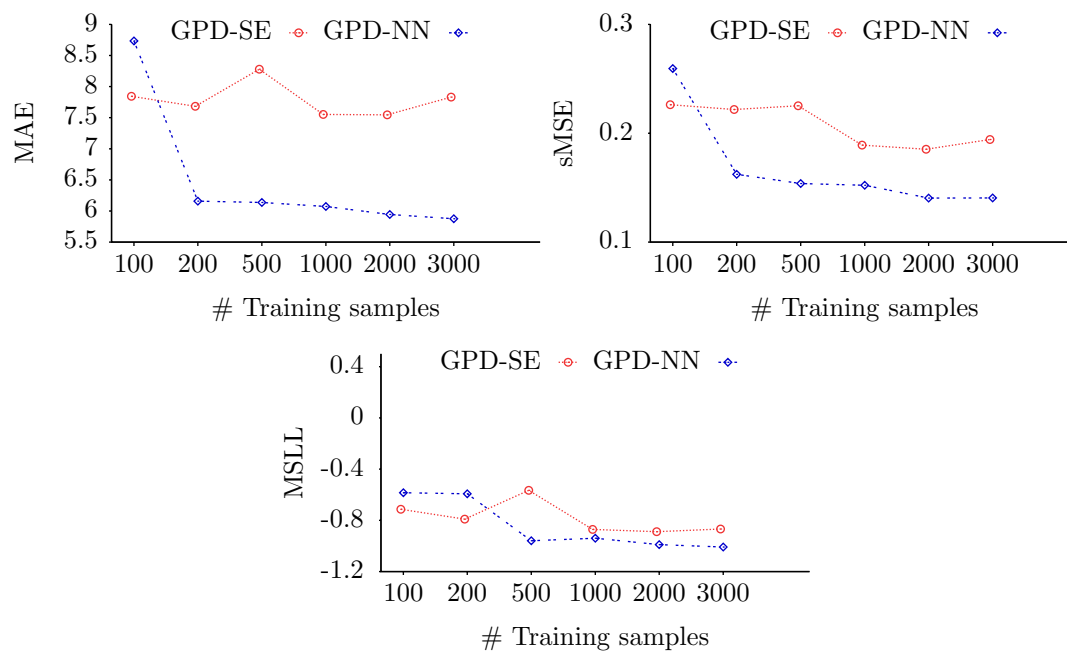 GPD-SE GPD-NN
9
8.5
8
7.5
7
6.5
6
5.5
MAE
100 200 500 1000 2000 3000
# Training samples
GPD-SE GPD-NN
0.3
0.2
0.1
sMSE
100 200 500 1000 2000 3000
# Training samples
GPD-SE GPD-NN
0.4
0
-0.4
-0.8
-1.2
MSLL
100 200 500 1000 2000 3000
# Training samples